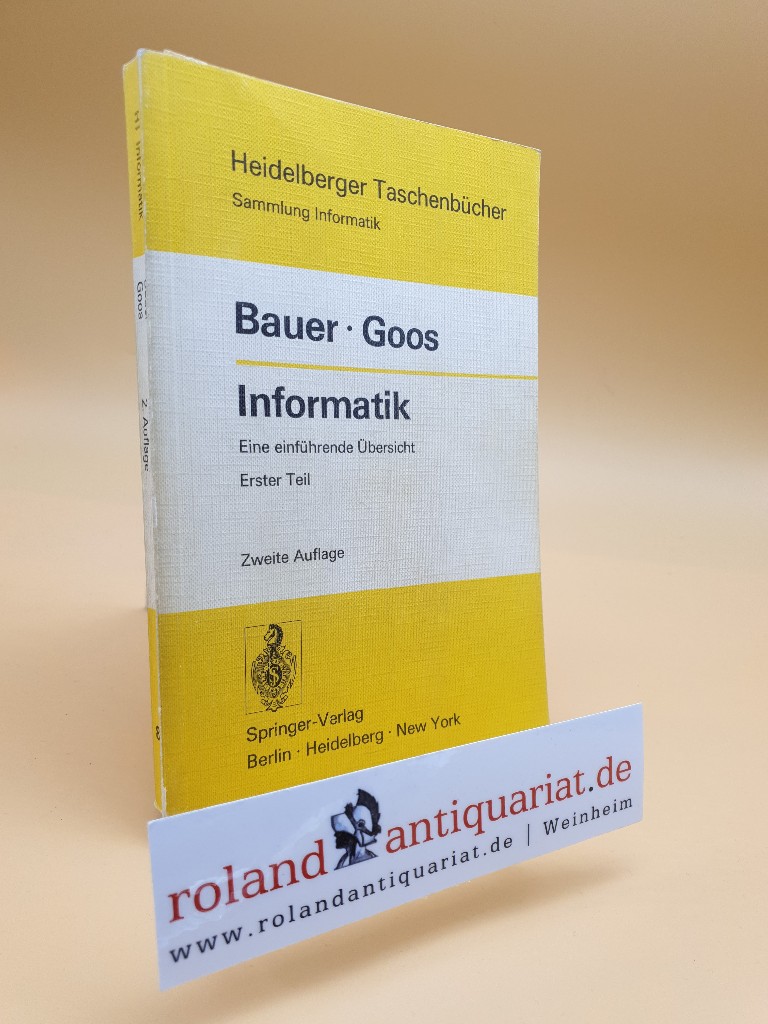 Heidelberger Taschenbücher
Sammlung Informatik
Bauer · Goos
Informatik
Eine einführende Übersicht
Erster Teil
Zweite Auflage
Springer-Verlag
Berlin · Heidelberg · New York
Informatik
Goos
2. Auflage
roland antiquariat.de
www.rolandantiquariat.de | Weinheim